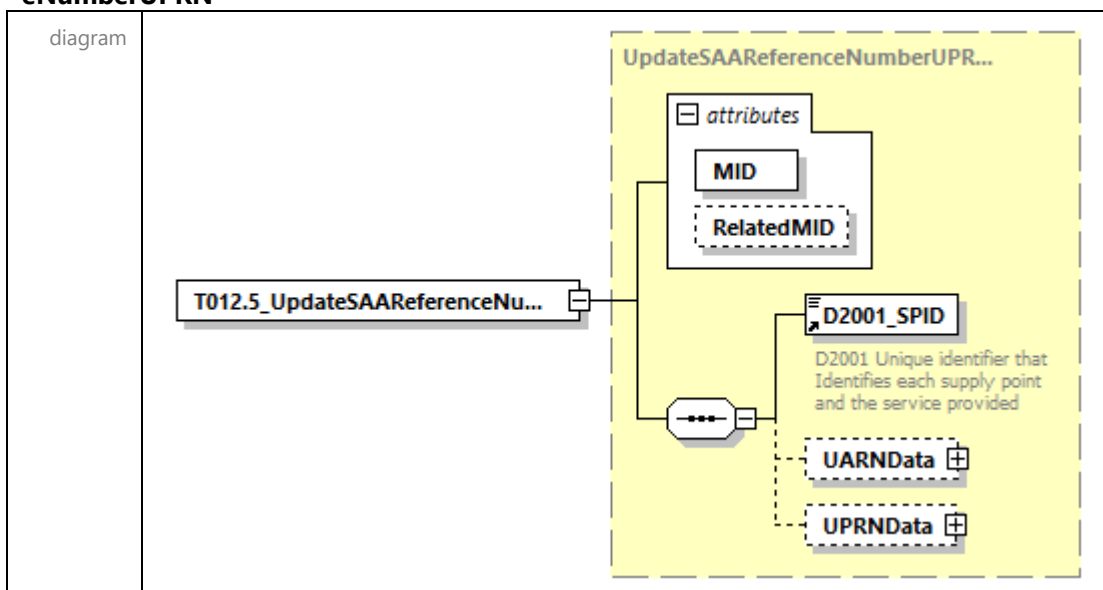 eNumberUPRN
diagram
UpdateSAAReferenceNumberUPR...
attributes
MID
RelatedMID
T012.5_UpdateSAAReferenceNu...
D2001_SPID
D2001 Unique identifier that
Identifies each supply point
and the service provided
UARNData
UPRNData